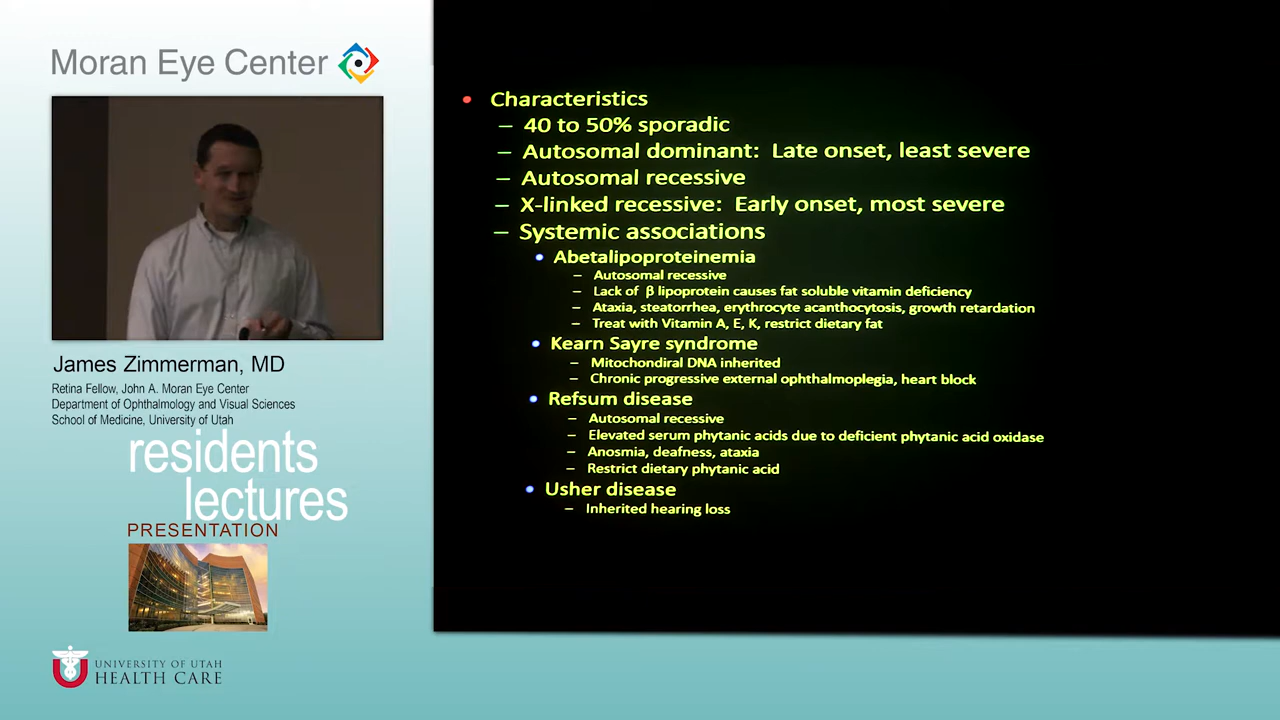 Moran Eye Center
James Zimmerman, MD
Retina Fellow, John A. Moran Eye Center
Department of Ophthalmology and Visual Sciences
School of Medicine, University of Utah
residents
lectures
PRESENTATION
UNIVERSITY OF UTAH
HEALTH CARE
• Characteristics
– 40 to 50% sporadic
– Autosomal dominant: Late onset, least severe
– Autosomal recessive
– X-linked recessive: Early onset, most severe
– Systemic associations
• Abetalipoproteinemia
– Autosomal recessive
– Lack of β lipoprotein causes fat soluble vitamin deficiency
– Ataxia, steatorrhea, erythrocyte acanthocytosis, growth retardation
– Treat with Vitamin A, E, K, restrict dietary fat
• Kearn Sayre syndrome
– Mitochondiral DNA inherited
– Chronic progressive external ophthalmoplegia, heart block
• Refsum disease
– Autosomal recessive
– Elevated serum phytanic acids due to deficient phytanic acid oxidase
– Anosmia, deafness, ataxia
– Restrict dietary phytanic acid
• Usher disease
– Inherited hearing loss